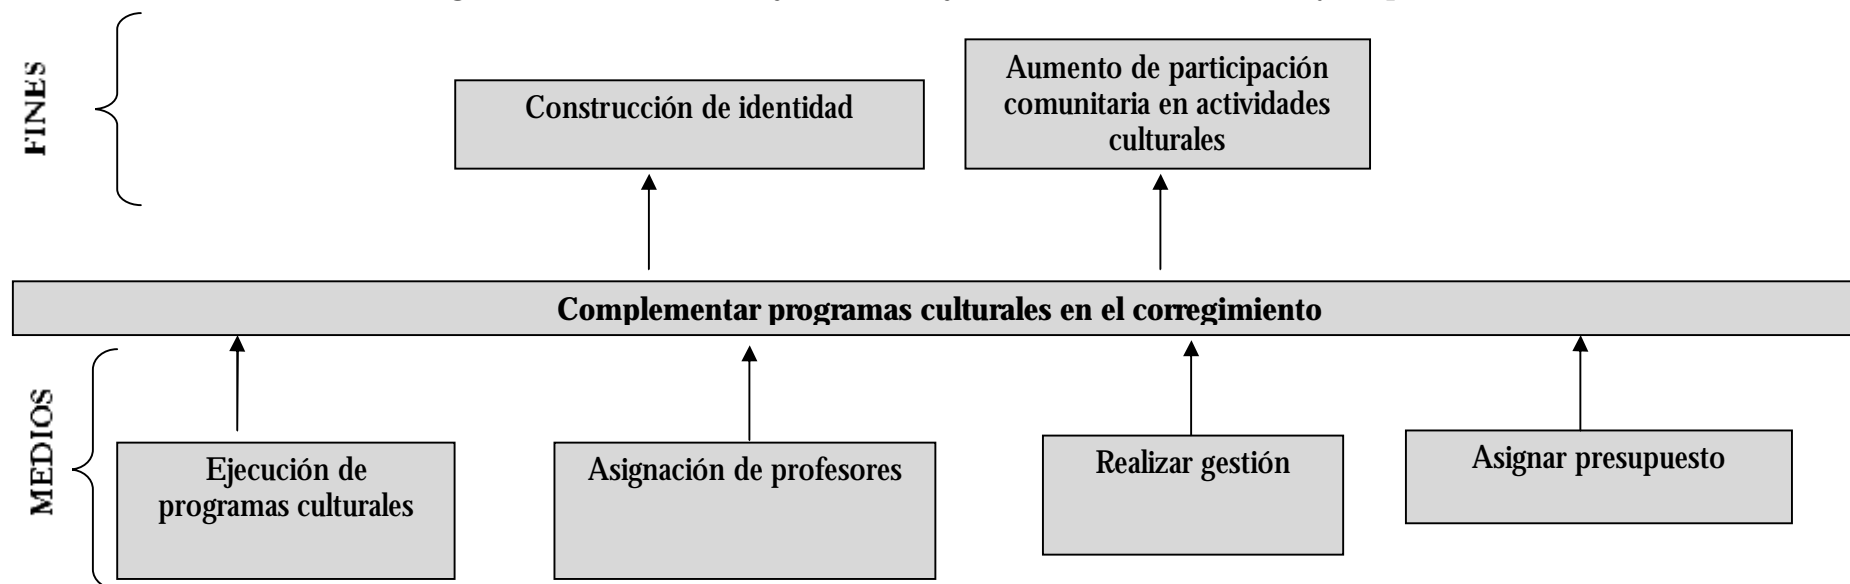 FINES
Construcción de identidad
Aumento de participación
comunitaria en actividades
culturales
Complementar programas culturales en el corregimiento
MEDIOS
Ejecución de
programas culturales
Asignación de profesores
Realizar gestión
Asignar presupuesto